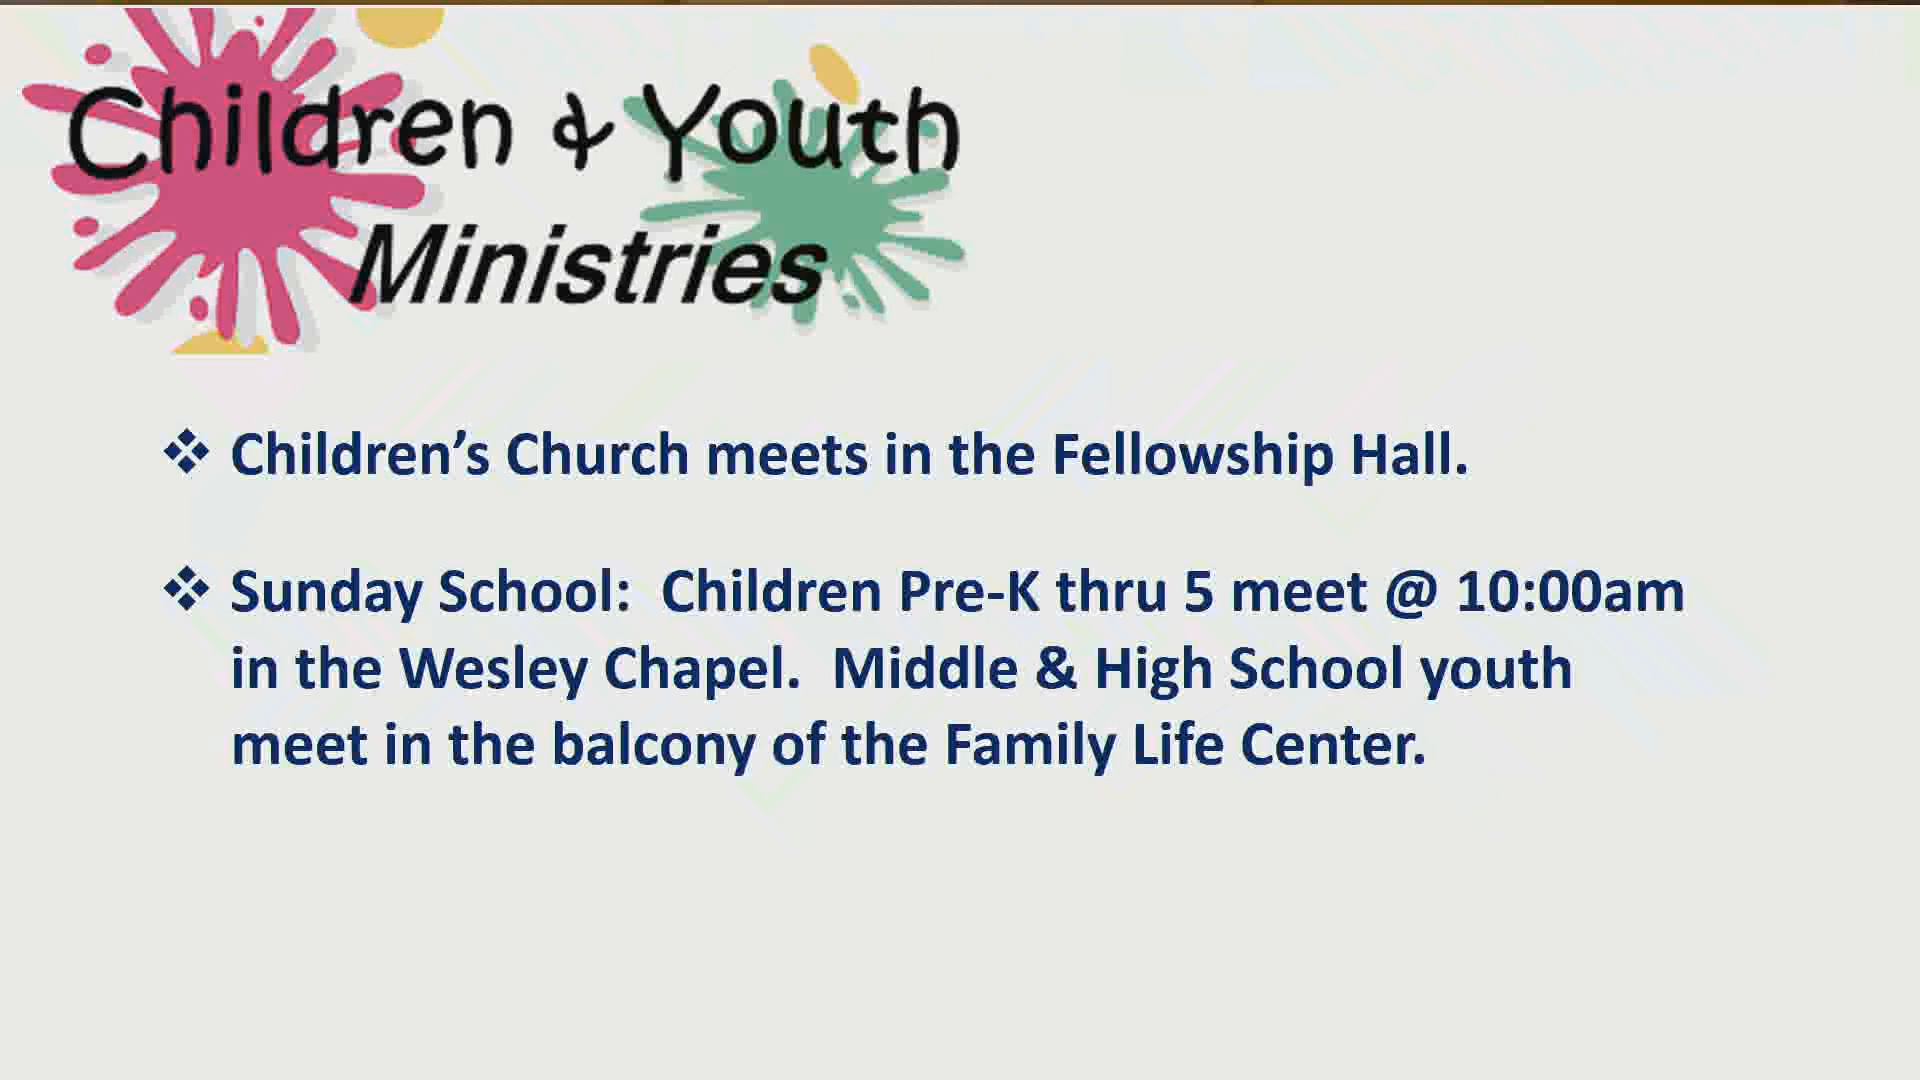 Children & Youth
Ministries
❖ Children’s Church meets in the Fellowship Hall.
❖ Sunday School:  Children Pre-K thru 5 meet @ 10:00am
in the Wesley Chapel.  Middle & High School youth
meet in the balcony of the Family Life Center.